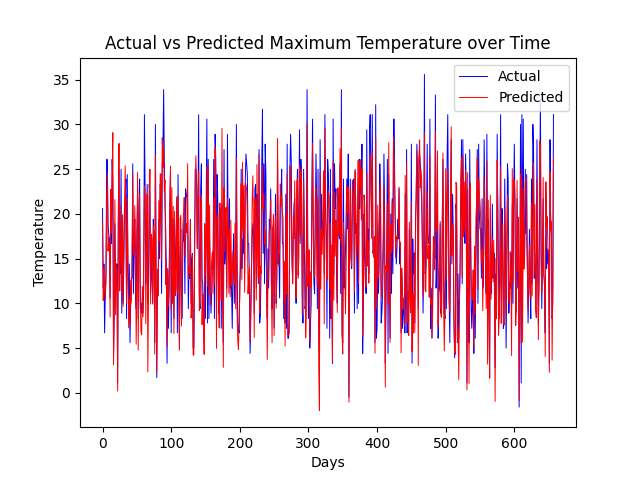 Actual vs Predicted Maximum Temperature over Time
Actual
Predicted
35
30
25
20
15
10
5
0
Temperature
0 100 200 300 400 500 600
Days